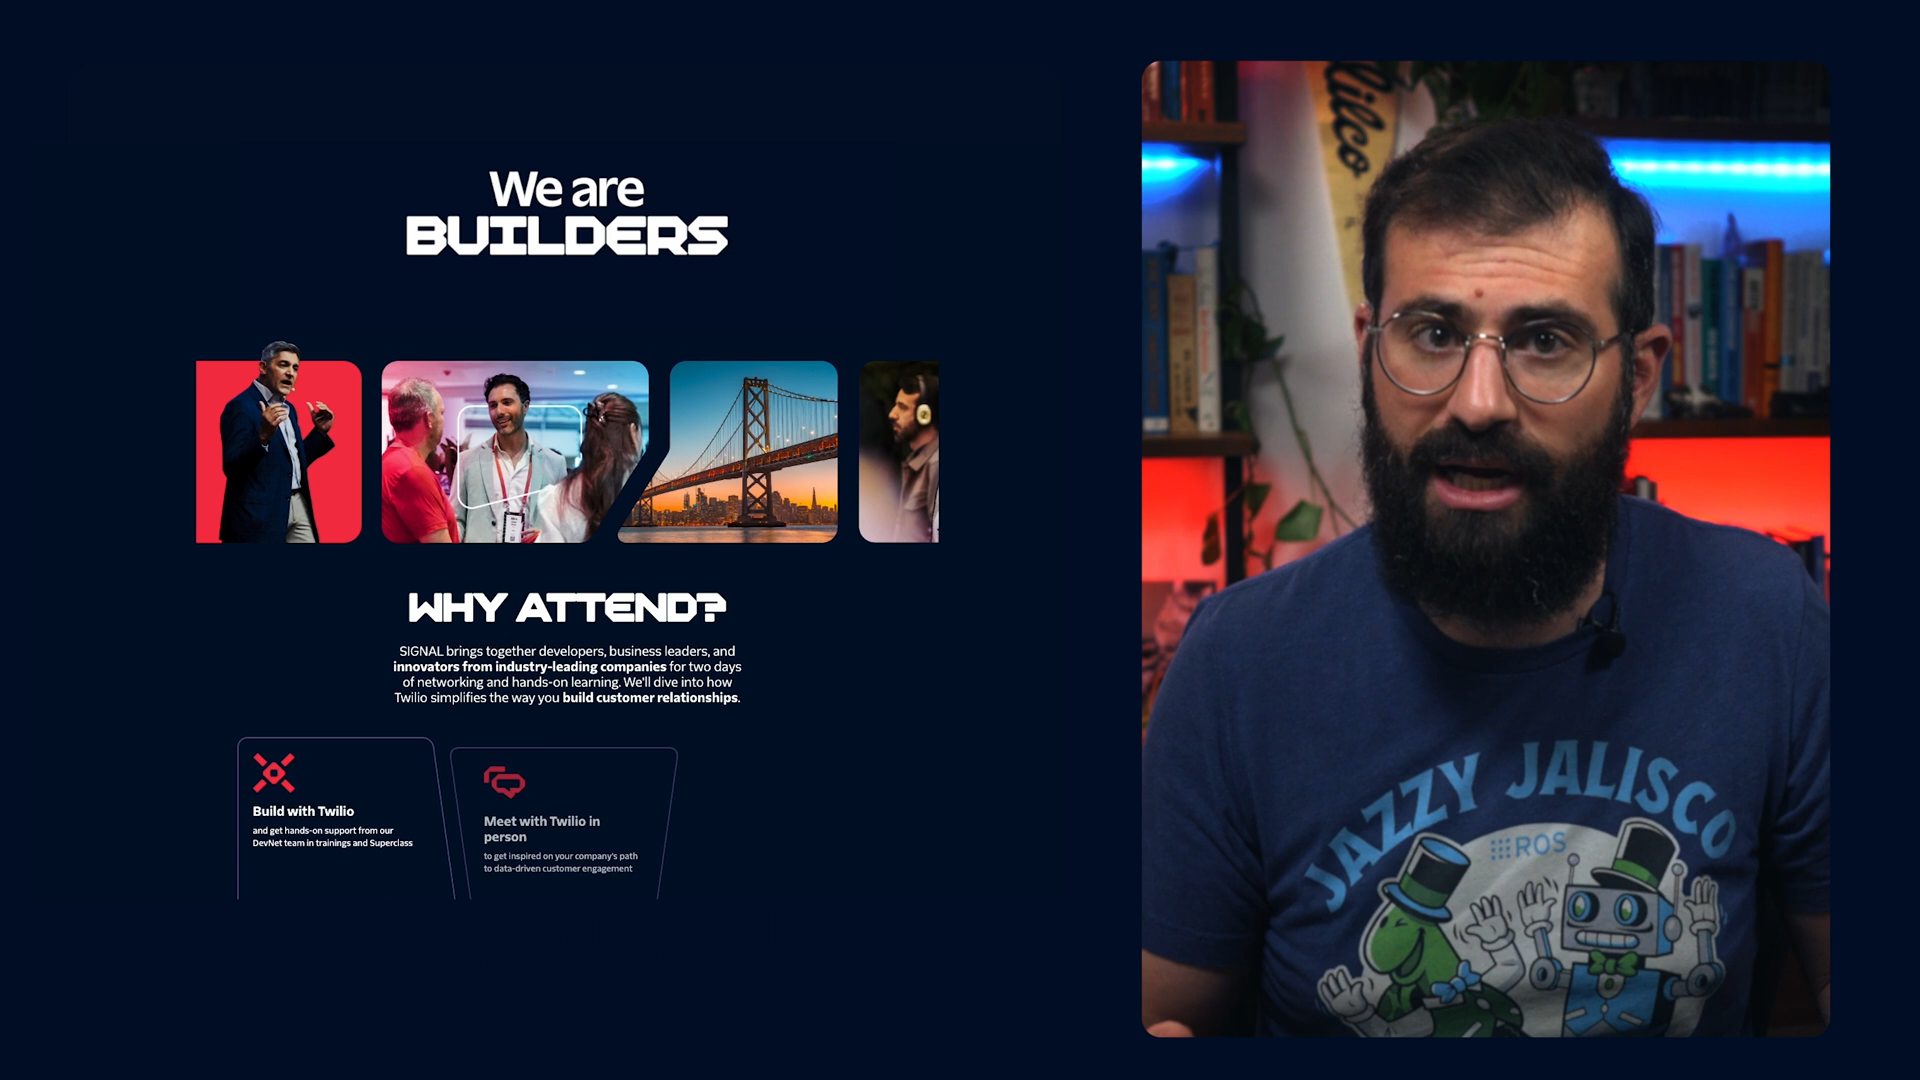 We are
BUILDERS
WHY ATTEND?
SIGNAL brings together developers, business leaders, and
innovators from industry-leading companies for two days
of networking and hands-on learning. We'll dive into how
Twilio simplifies the way you build customer relationships.
Build with Twilio
and get hands-on support from our
DevNet team in trainings and Superclass
Meet with Twilio in
person
to get inspired on your company's path
to data-driven customer engagement
JAZZY JALISCO
ROS